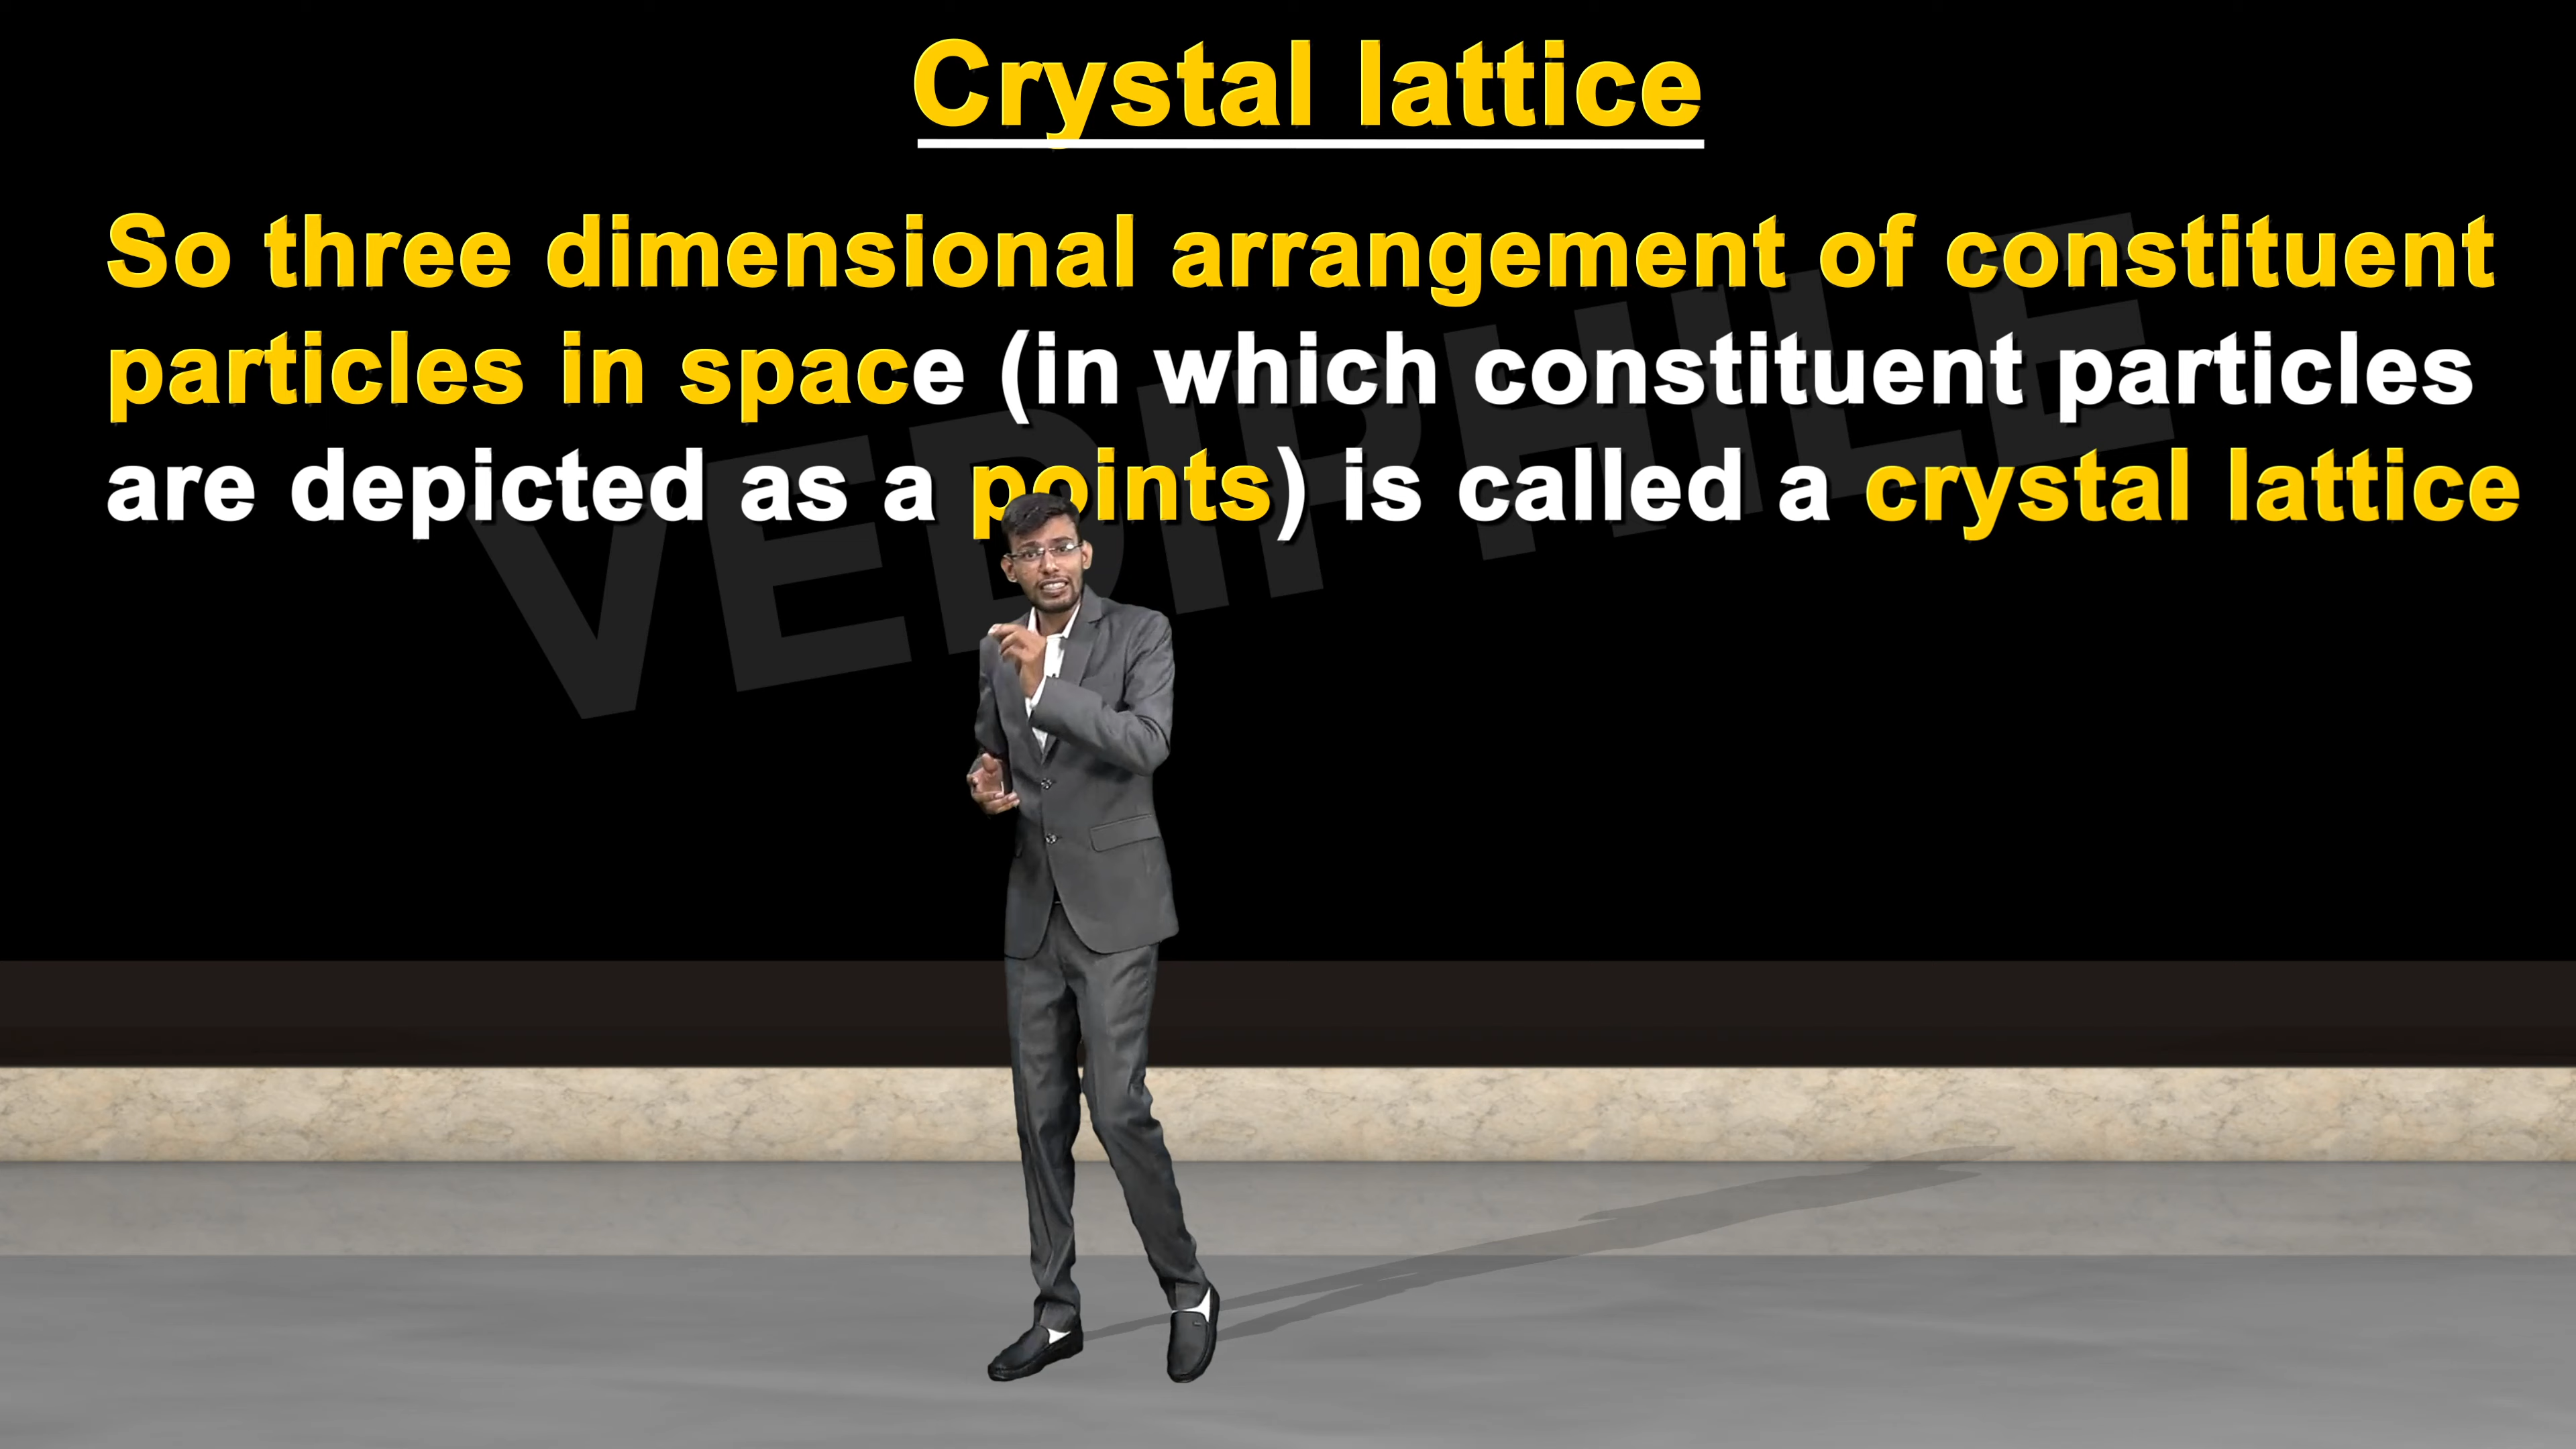 Crystal lattice
So three dimensional arrangement of constituent
particles in space (in which constituent particles
are depicted as a points) is called a crystal lattice
VEDIPHILE